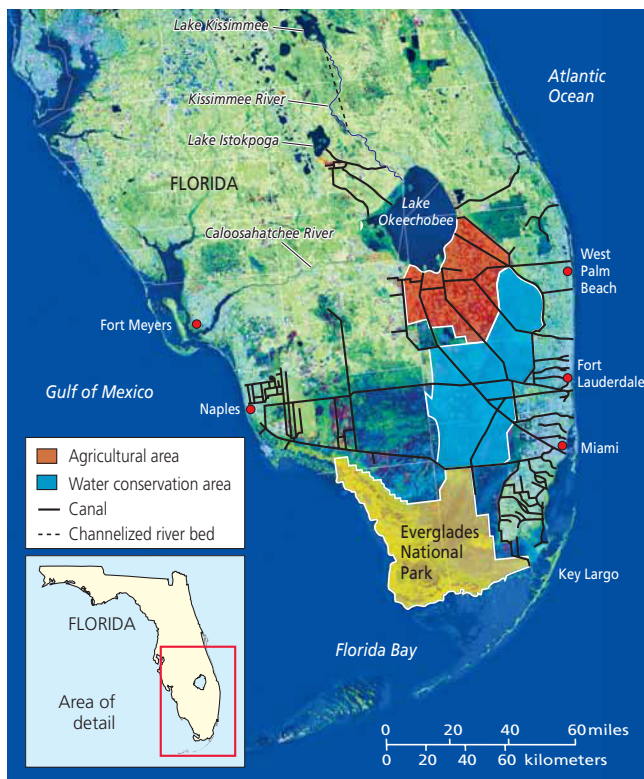 Lake Kissimmee
Atlantic
Ocean
Kissimmee River
Lake Istokpoga
FLORIDA
Lake
Okeechobee
Caloosahatchee River
West
Palm
Beach
Fort Meyers
Fort
Lauderdale
Gulf of Mexico
Naples
Miami
Agricultural area
Water conservation area
Canal
Channelized river bed
Everglades
National
Park
Key Largo
FLORIDA
Florida Bay
Area of
detail
0 20 40 60 miles
0 20 40 60 kilometers